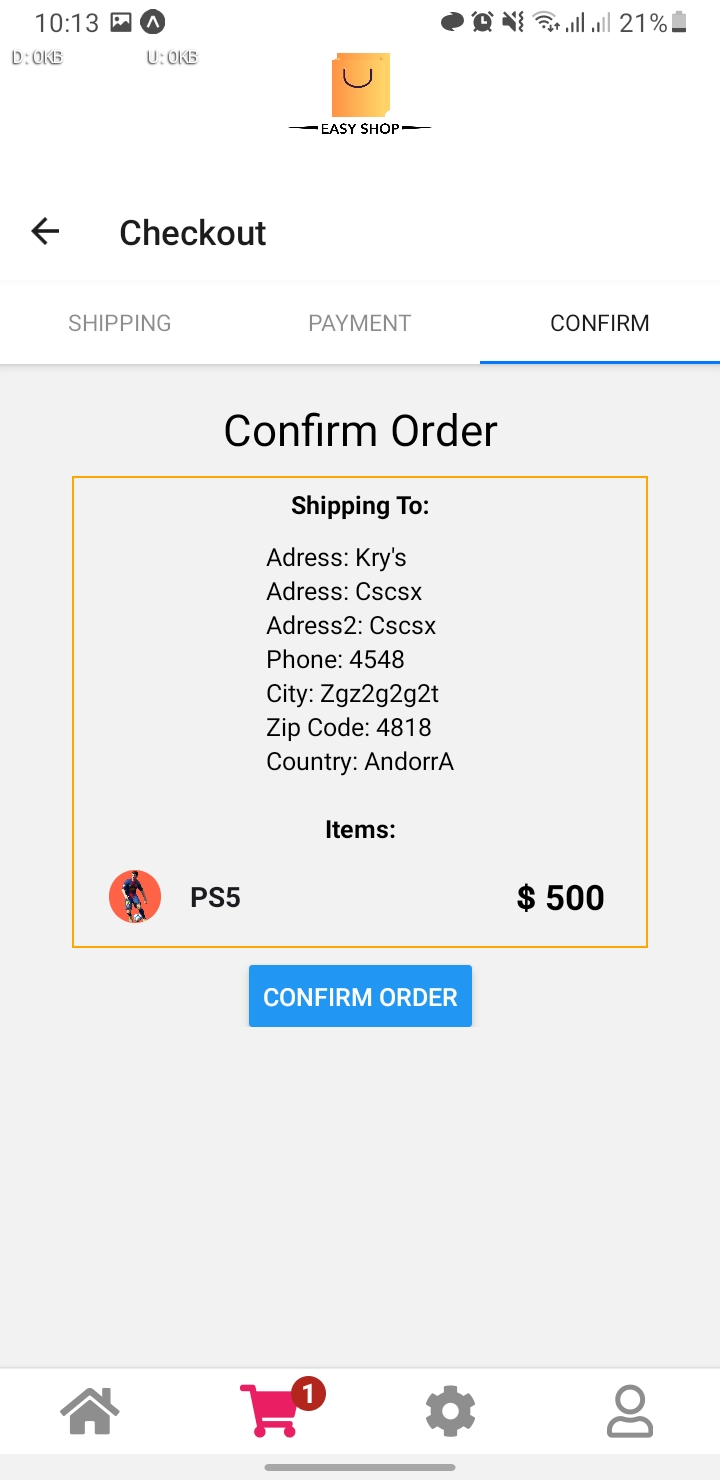 10:13
21%
D: 0KB U: 0KB
EASY SHOP
Checkout
SHIPPING PAYMENT CONFIRM
Confirm Order
Shipping To:
Adress: Kry's
Adress: Cscsx
Adress2: Cscsx
Phone: 4548
City: Zgz2g2g2t
Zip Code: 4818
Country: AndorrA
Items:
PS5 $ 500
CONFIRM ORDER
1